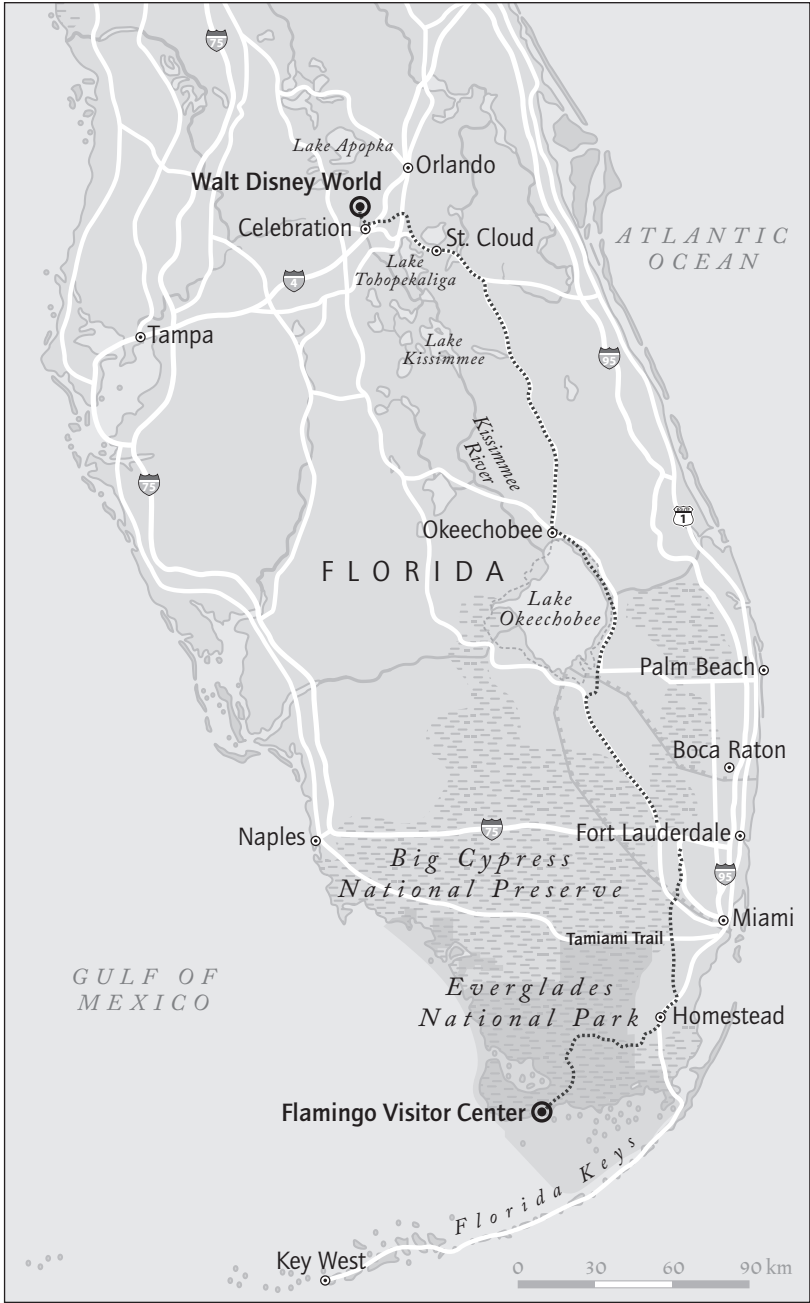 75
Lake Apopka
Orlando
Walt Disney World
Celebration
St. Cloud
ATLANTIC
OCEAN
Lake
Tohopekaliga
4
Tampa
Lake
Kissimmee
95
Kissimmee
River
75
1
Okeechobee
FLORIDA
Lake
Okeechobee
Palm Beach
Boca Raton
75
Fort Lauderdale
Naples
Big Cypress
National Preserve
95
Miami
Tamiami Trail
GULF OF
MEXICO
Everglades
National Park
Homestead
Flamingo Visitor Center
Florida Keys
Key West
0 30 60 90 km